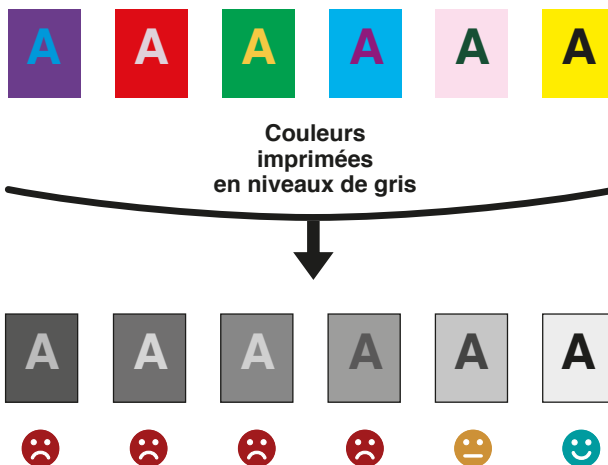 A A A A A A
Couleurs
imprimées
en niveaux de gris
A A A A A A